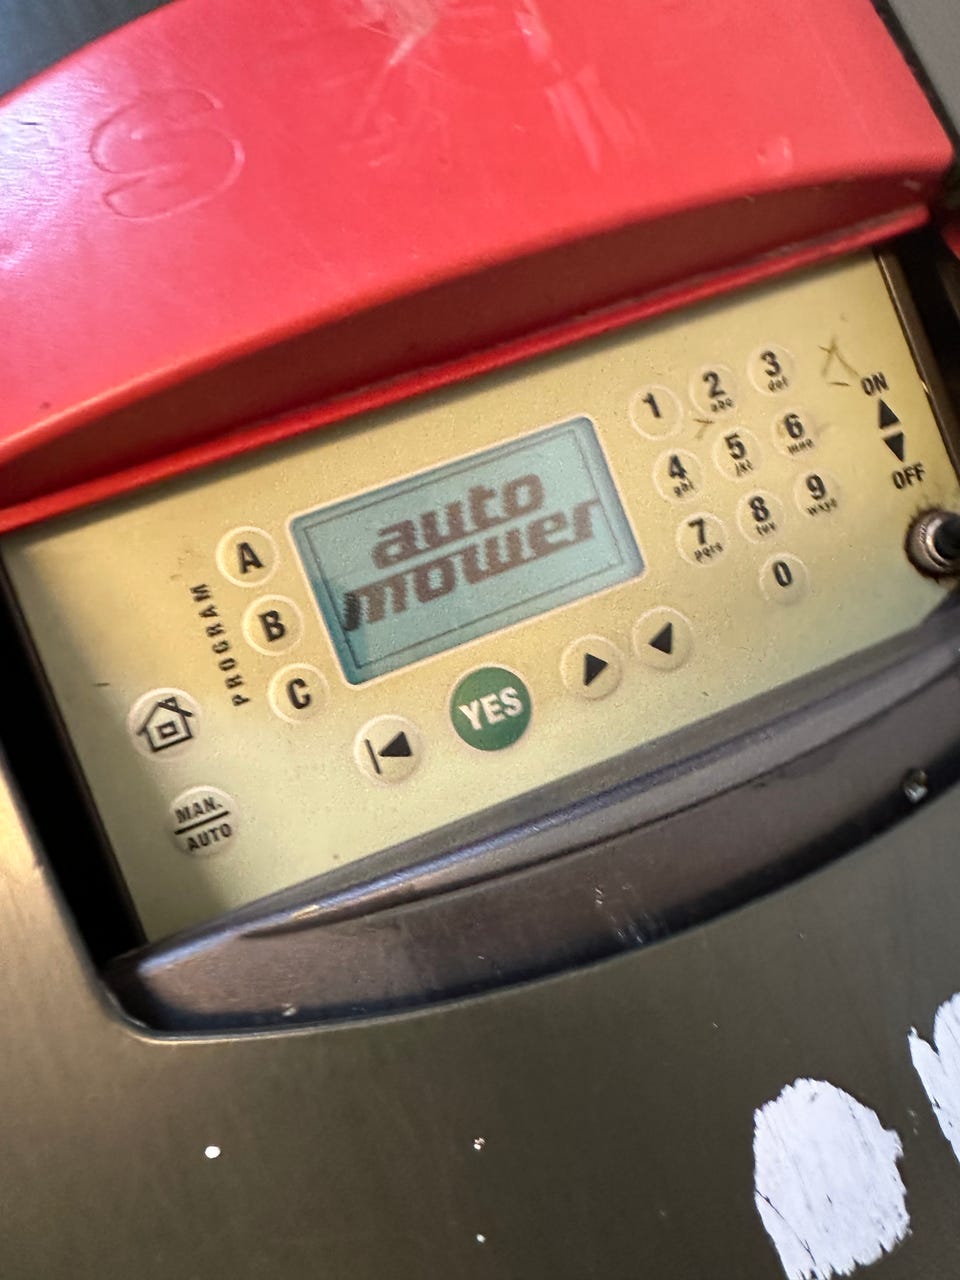 S
auto
mower
PROGRAM
A
B
C
MAN.
AUTO
YES
1
2
abc
3
def
4
ghi
5
jkl
6
mno
7
pqrs
8
tuv
9
wxyz
0
ON
OFF